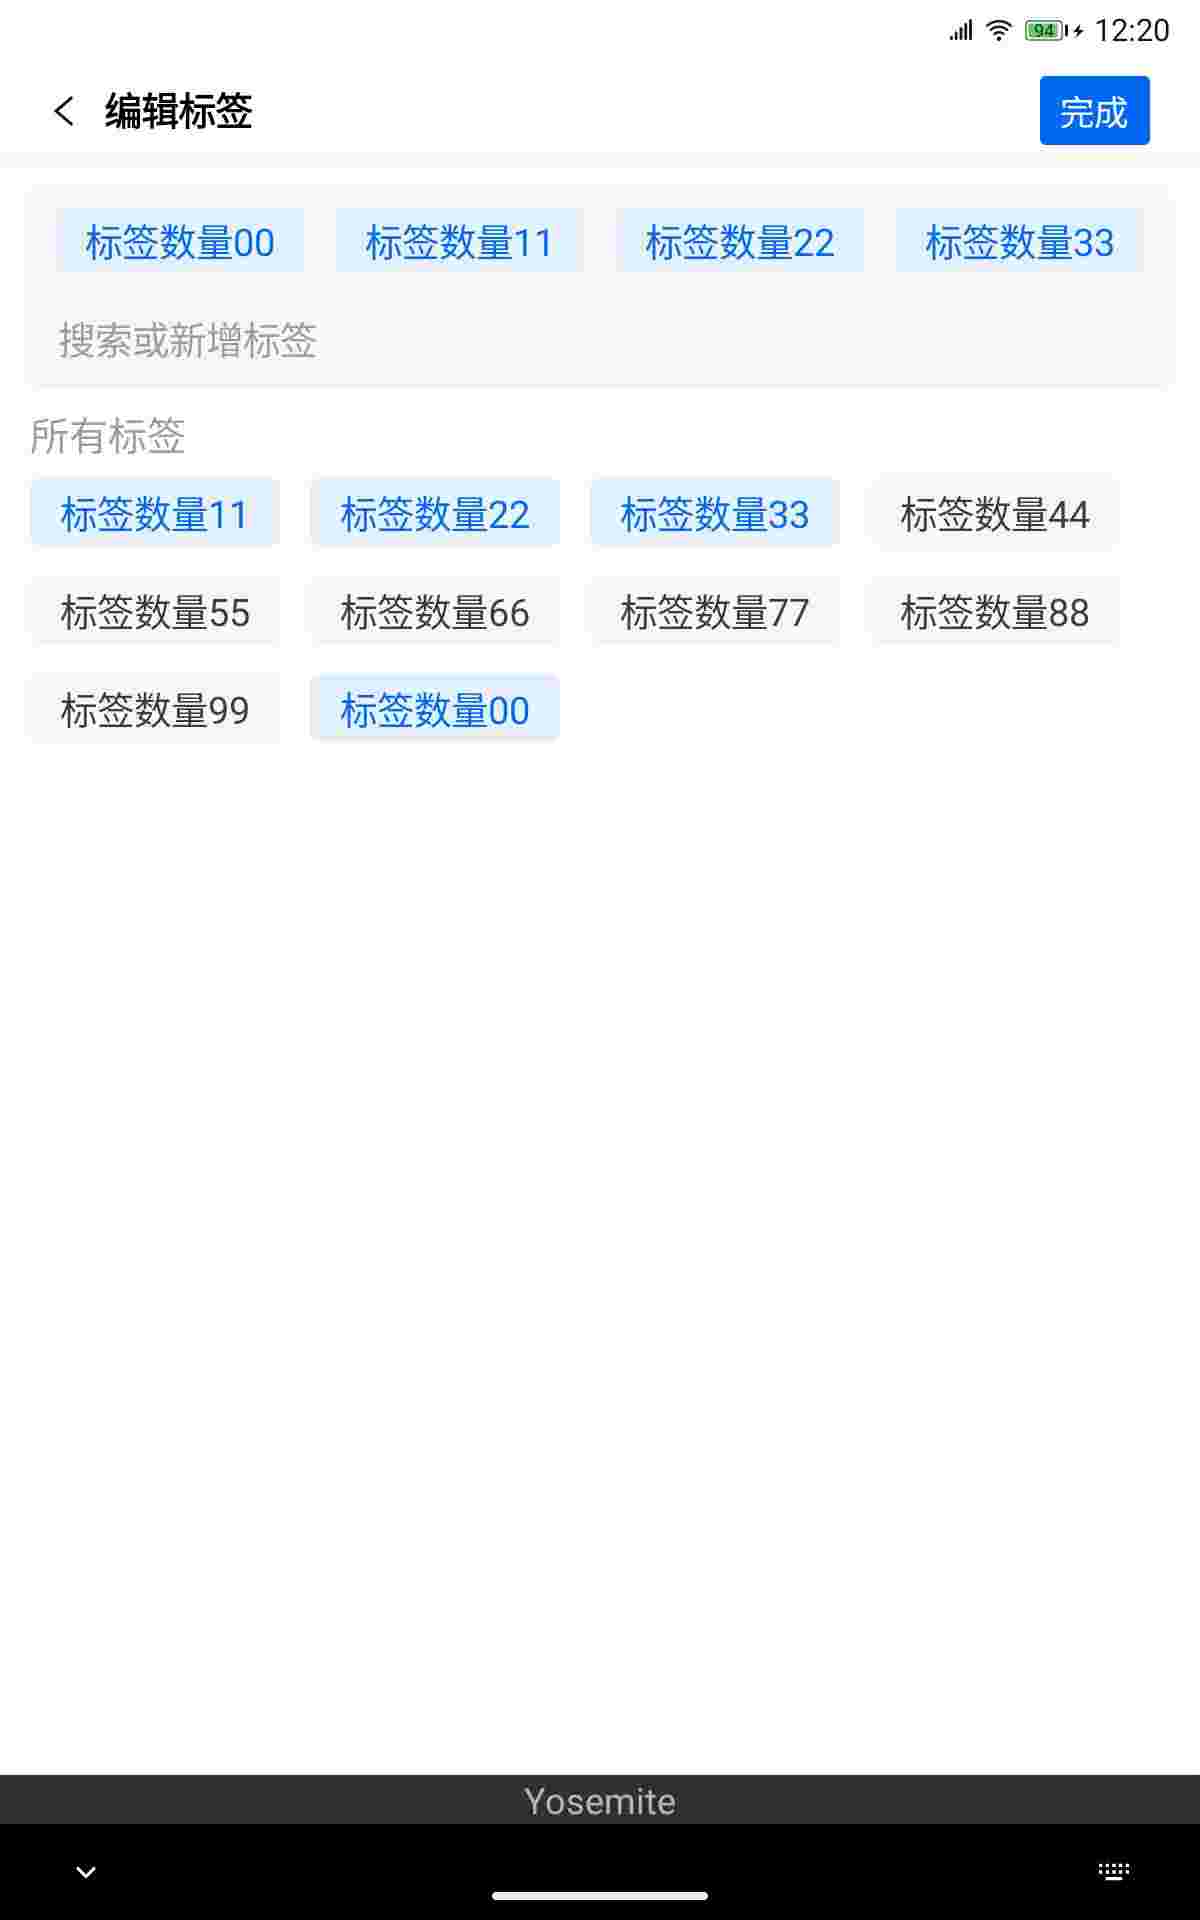 94 12:20
编辑标签 完成
标签数量00 标签数量11 标签数量22 标签数量33
搜索或新增标签
所有标签
标签数量11 标签数量22 标签数量33 标签数量44
标签数量55 标签数量66 标签数量77 标签数量88
标签数量99 标签数量00
Yosemite